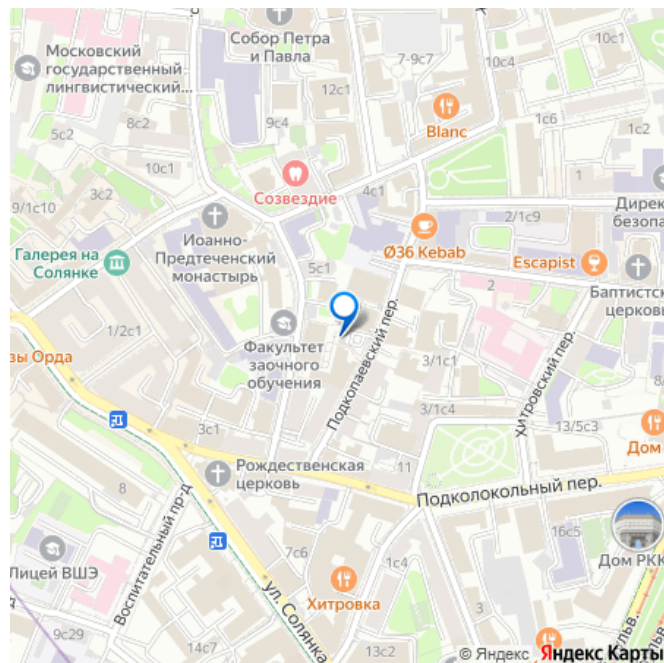 Собор Петра
и Павла
7-9с7
10с4
Московский
государственный
лингвистический...
12с1
5с2
9с4
8с2
Blanc
1с6
1с2
10с1
Созвездие
4с1
3с2
9/1с10
Иоанно-
Предтеченский
монастырь
2/1с9
Дирек
безопа
Галерея на
Солянке
Ø36 Kebab
Escapist
5с1
2
Баптистск
церковь
1/2с1
зы Орда
Факультет
заочного
обучения
Подкопаевский пер.
3/1с1
Хитровский пер.
3/1с4
13/5с3
3с1
Дом
Рождественская
церковь
11
8
Подколокольный пер.
Воспитательный пр-д
16с5
Лицей ВШЭ
7с6
1с4
Дом РКК
д
Хитровка
ул. Солянка
9с29
14с7
13с2
ульв.
© Яндекс Яндекс Карты